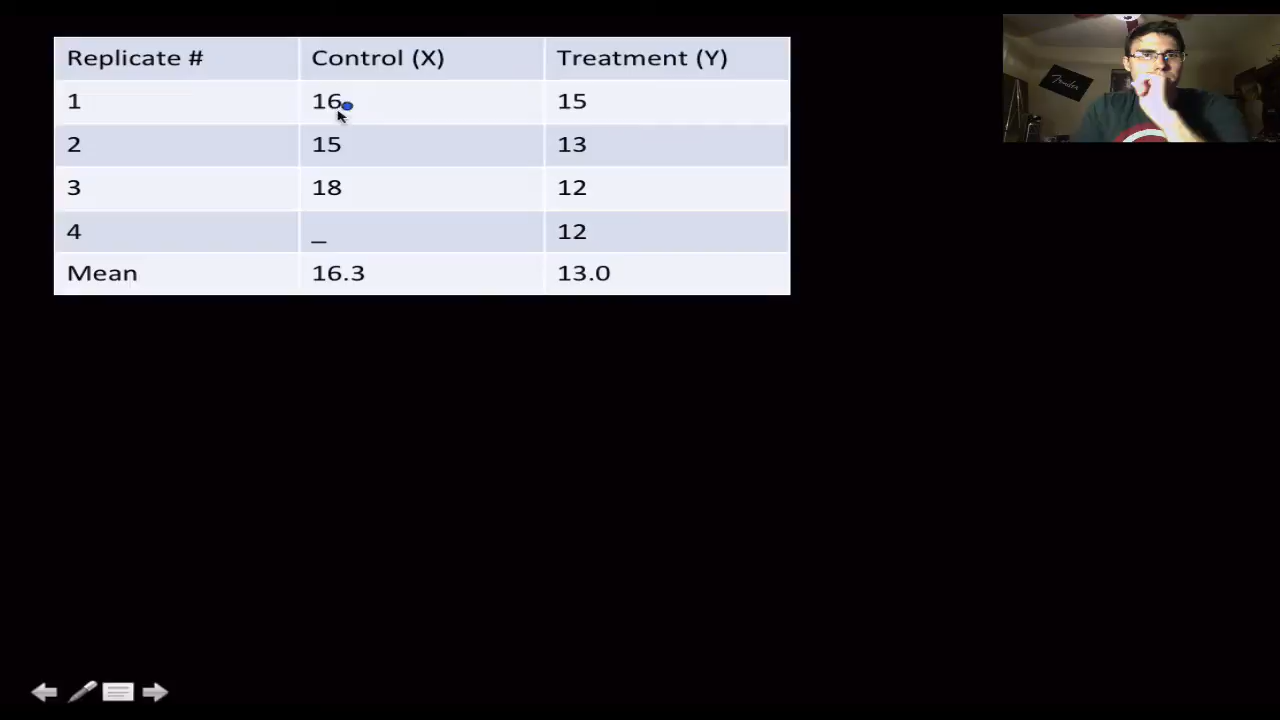 Replicate # Control (X) Treatment (Y)
1 16 15
2 15 13
3 18 12
4 _ 12
Mean 16.3 13.0
Fender